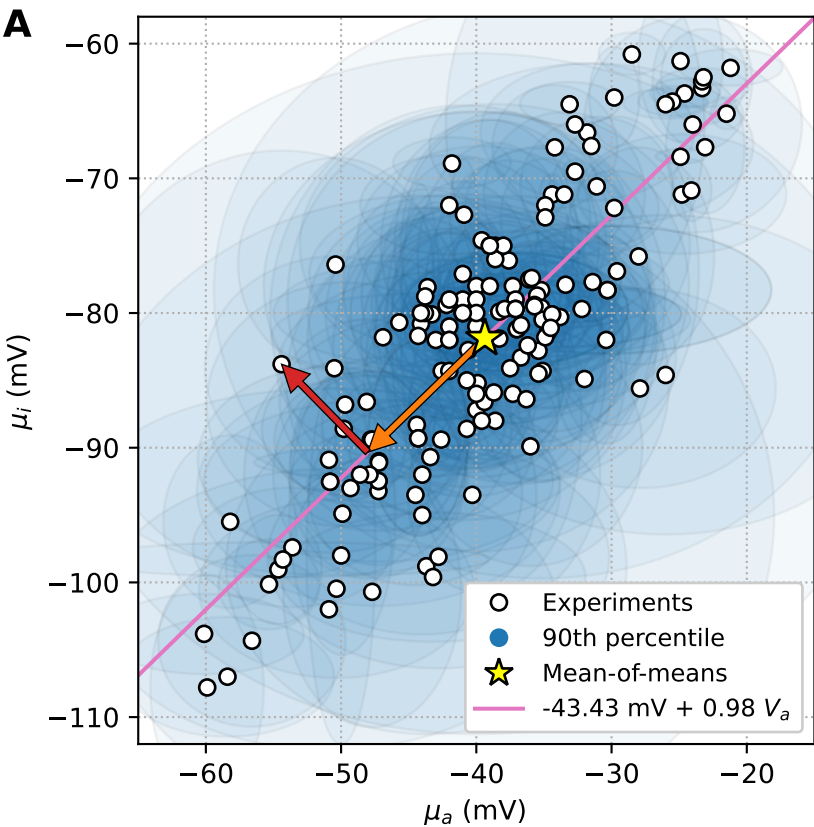 A
−60
−70
−80
−90
−100
−110
μi (mV)
−60 −50 −40 −30 −20
μa (mV)
Experiments
90th percentile
Mean-of-means
-43.43 mV + 0.98 Va